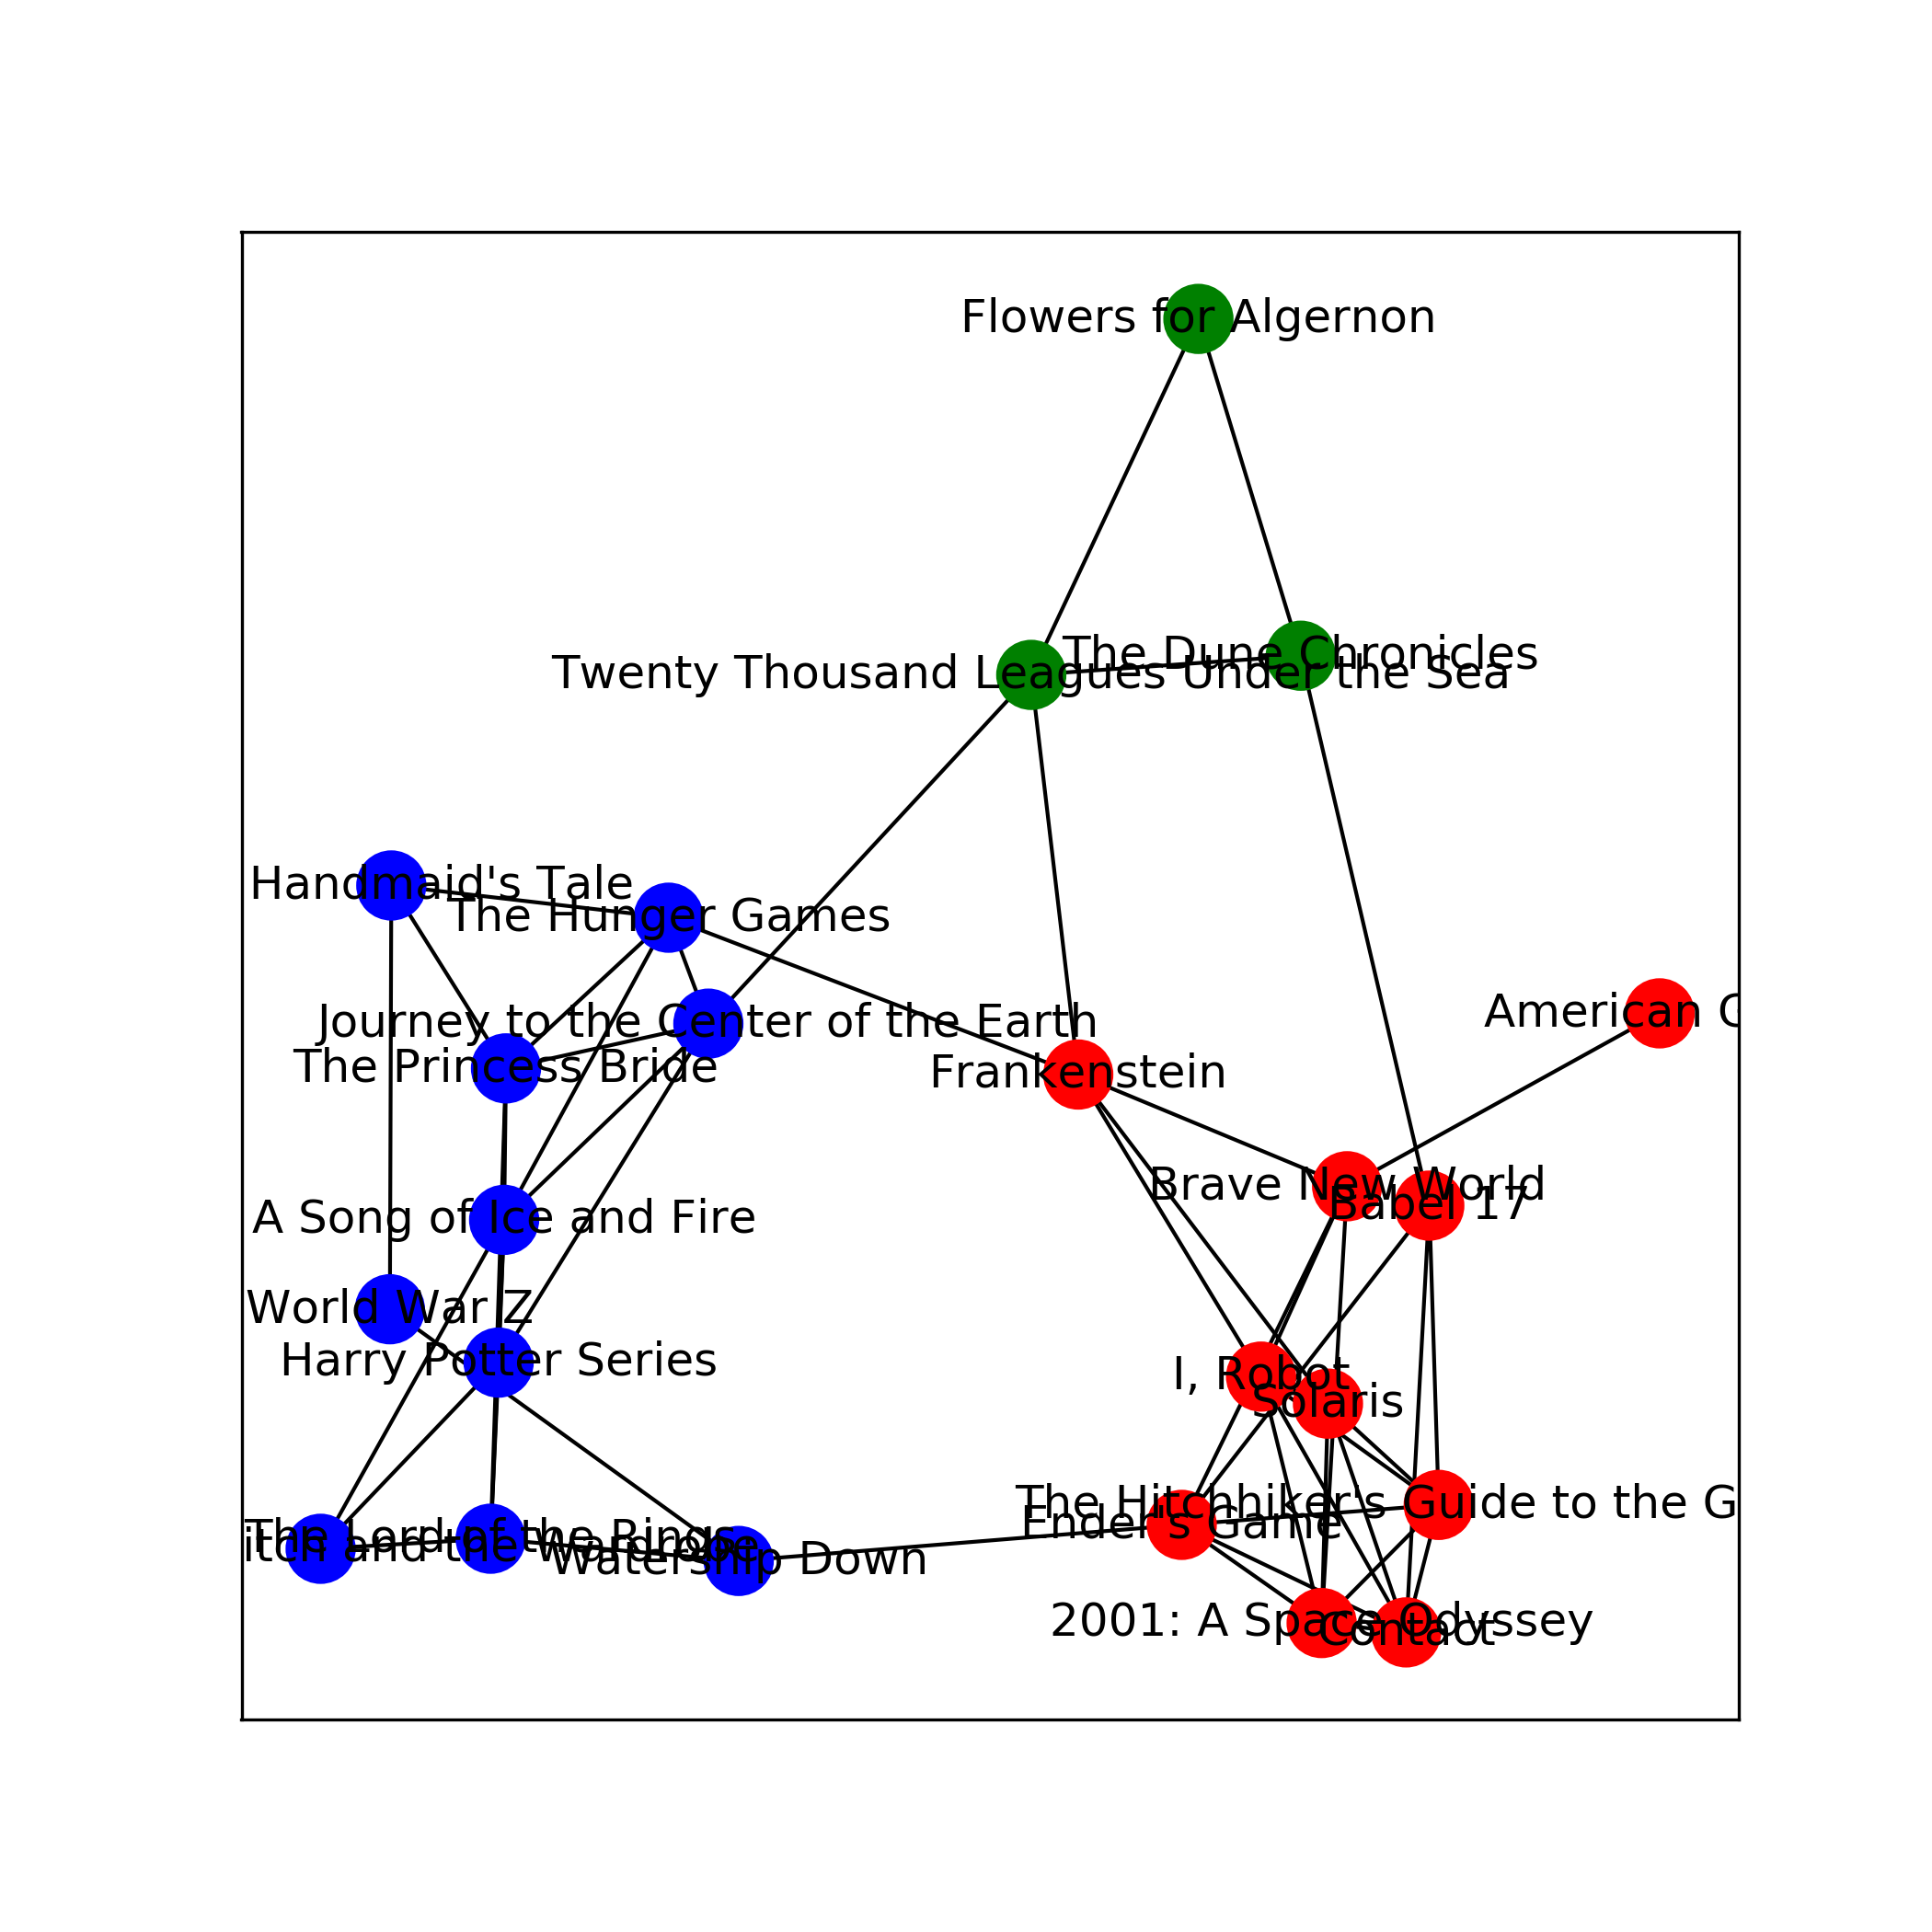 Flowers for Algernon
The Dune Chronicles
Twenty Thousand Leagues Under the Sea
Handmaid's Tale
The Hunger Games
American
Journey to the Center of the Earth
The Princess Bride
Frankenstein
Brave New World
Babel 17
A Song of Ice and Fire
World War Z
Harry Potter Series
I, Robot
Solaris
The Hitchhiker's Guide to the G
Ender's Game
The Lord of the Rings
itch and the Wardrobe
Watership Down
2001: A Space Odyssey
Contact